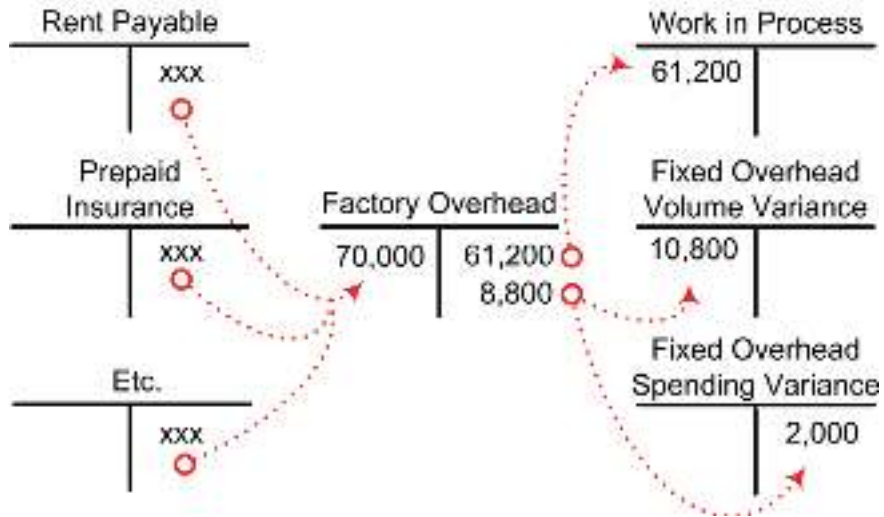 Rent Payable
xxx
Prepaid
Insurance
xxx
Etc.
xxx
Factory Overhead
70,000 61,200
8,800
Work in Process
61,200
Fixed Overhead
Volume Variance
10,800
Fixed Overhead
Spending Variance
2,000